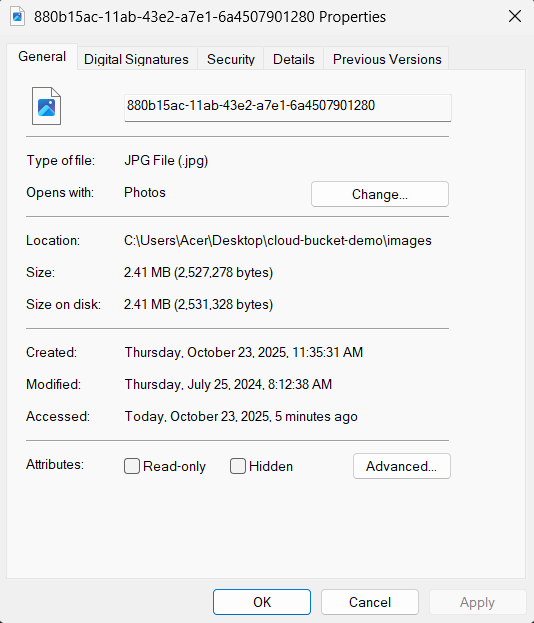 880b15ac-11ab-43e2-a7e1-6a4507901280 Properties
General Digital Signatures Security Details Previous Versions
880b15ac-11ab-43e2-a7e1-6a4507901280
Type of file: JPG File (.jpg)
Opens with: Photos Change...
Location: C:\Users\Acer\Desktop\cloud-bucket-demo\images
Size: 2.41 MB (2,527,278 bytes)
Size on disk: 2.41 MB (2,531,328 bytes)
Created: Thursday, October 23, 2025, 11:35:31 AM
Modified: Thursday, July 25, 2024, 8:12:38 AM
Accessed: Today, October 23, 2025, 5 minutes ago
Attributes: Read-only Hidden Advanced...
OK Cancel Apply